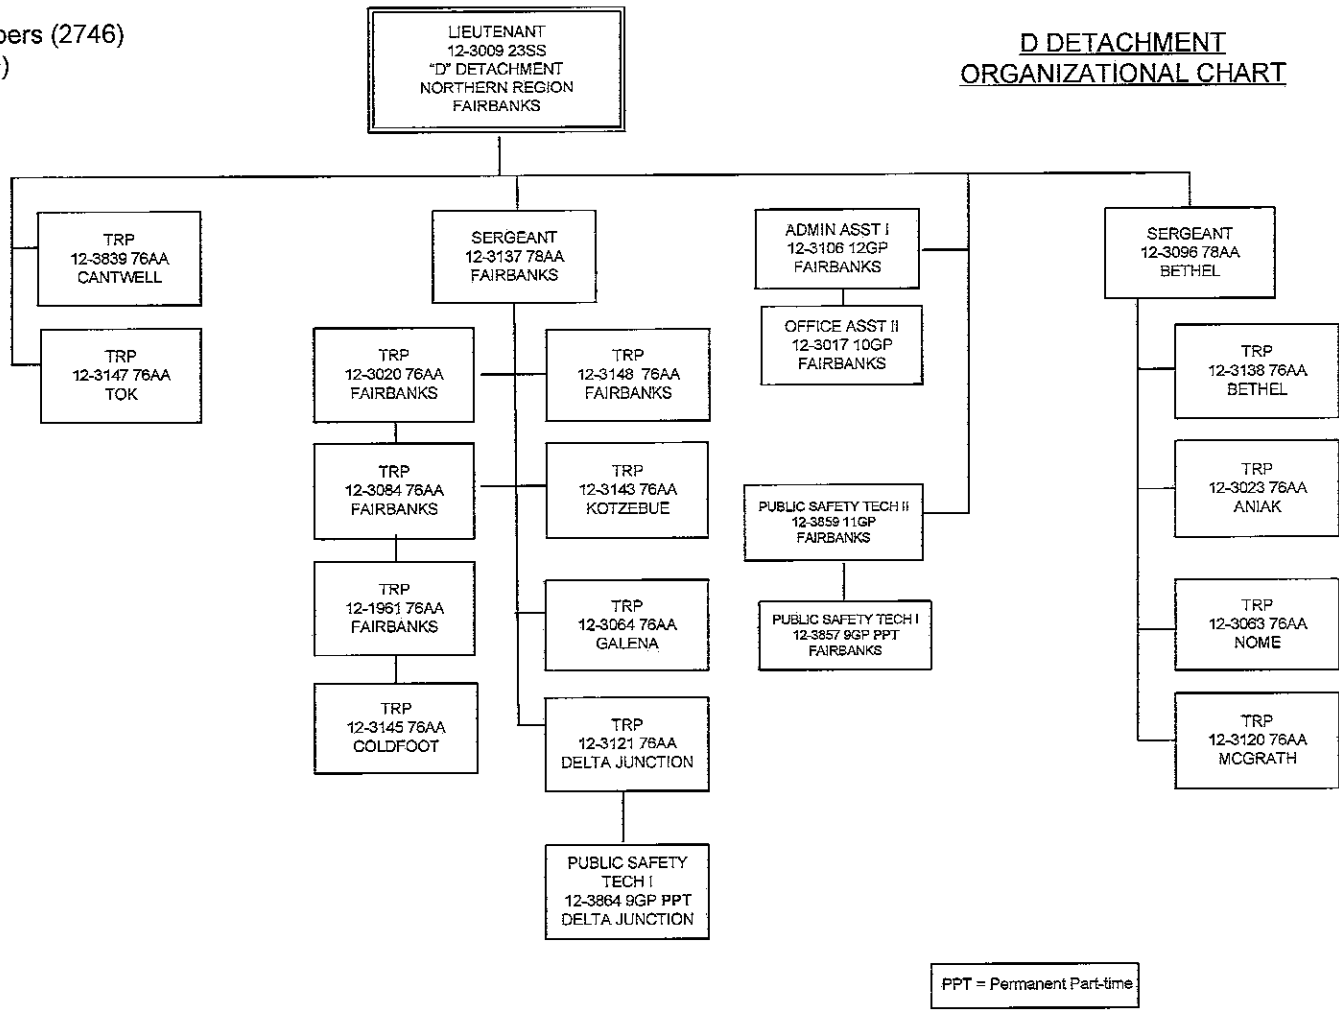 (2746)
D DETACHMENT
ORGANIZATIONAL CHART
LIEUTENANT
12-3009 23SS
"D" DETACHMENT
NORTHERN REGION
FAIRBANKS
TRP
12-3839 76AA
CANTWELL
TRP
12-3147 76AA
TOK
SERGEANT
12-3137 78AA
FAIRBANKS
TRP
12-3020 76AA
FAIRBANKS
TRP
12-3084 76AA
FAIRBANKS
TRP
12-1961 76AA
FAIRBANKS
TRP
12-3145 76AA
COLDFOOT
TRP
12-3148 76AA
FAIRBANKS
TRP
12-3143 76AA
KOTZEBUE
TRP
12-3064 76AA
GALENA
TRP
12-3121 76AA
DELTA JUNCTION
PUBLIC SAFETY
TECH I
12-3864 9GP PPT
DELTA JUNCTION
ADMIN ASST I
12-3106 12GP
FAIRBANKS
OFFICE ASST II
12-3017 10GP
FAIRBANKS
PUBLIC SAFETY TECH II
12-3859 11GP
FAIRBANKS
PUBLIC SAFETY TECH I
12-3857 9GP PPT
FAIRBANKS
SERGEANT
12-3096 78AA
BETHEL
TRP
12-3138 76AA
BETHEL
TRP
12-3023 76AA
ANIAK
TRP
12-3063 76AA
NOME
TRP
12-3120 76AA
MCGRATH
PPT = Permanent Part-time